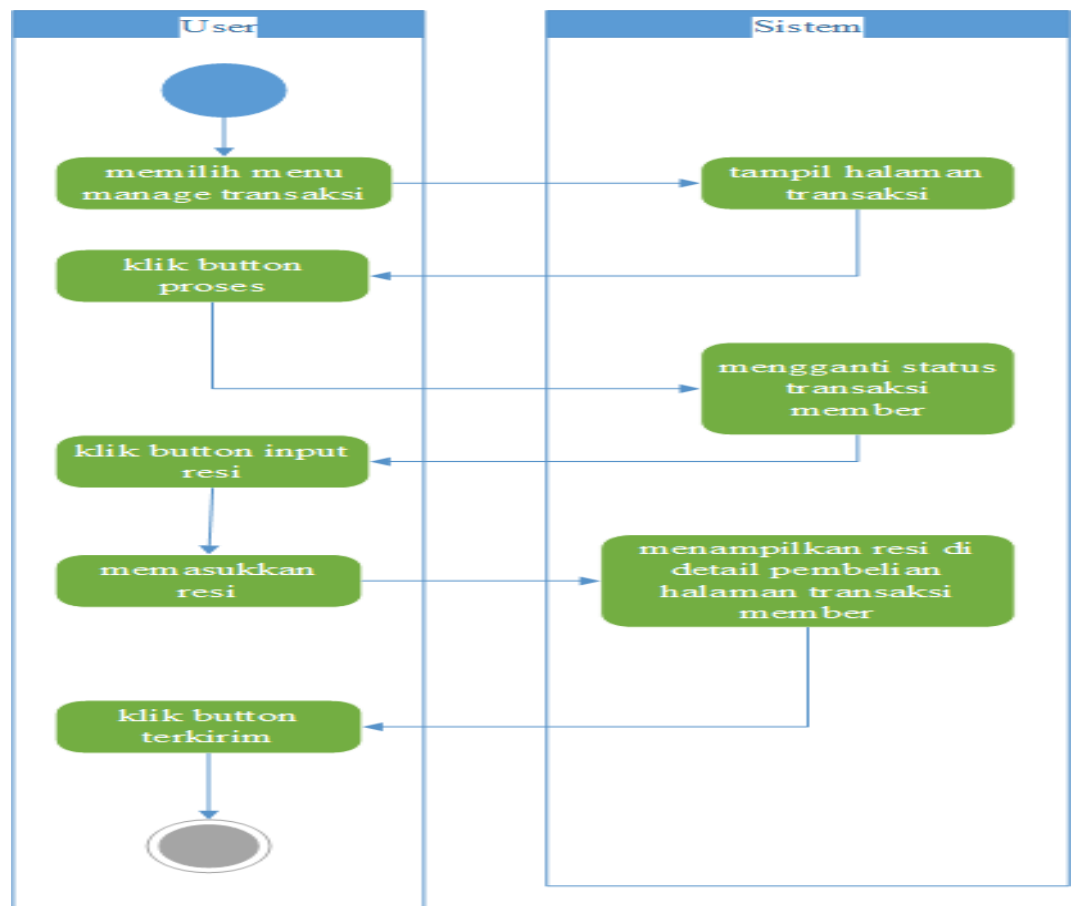 User
Sistem
memilih menu
manage transaksi
tampil halaman
transaksi
klik button
proses
mengganti status
transaksi
member
klik button input
resi
memasukkan
resi
menampilkan resi di
detail pembelian
halaman transaksi
member
klik button
terkirim